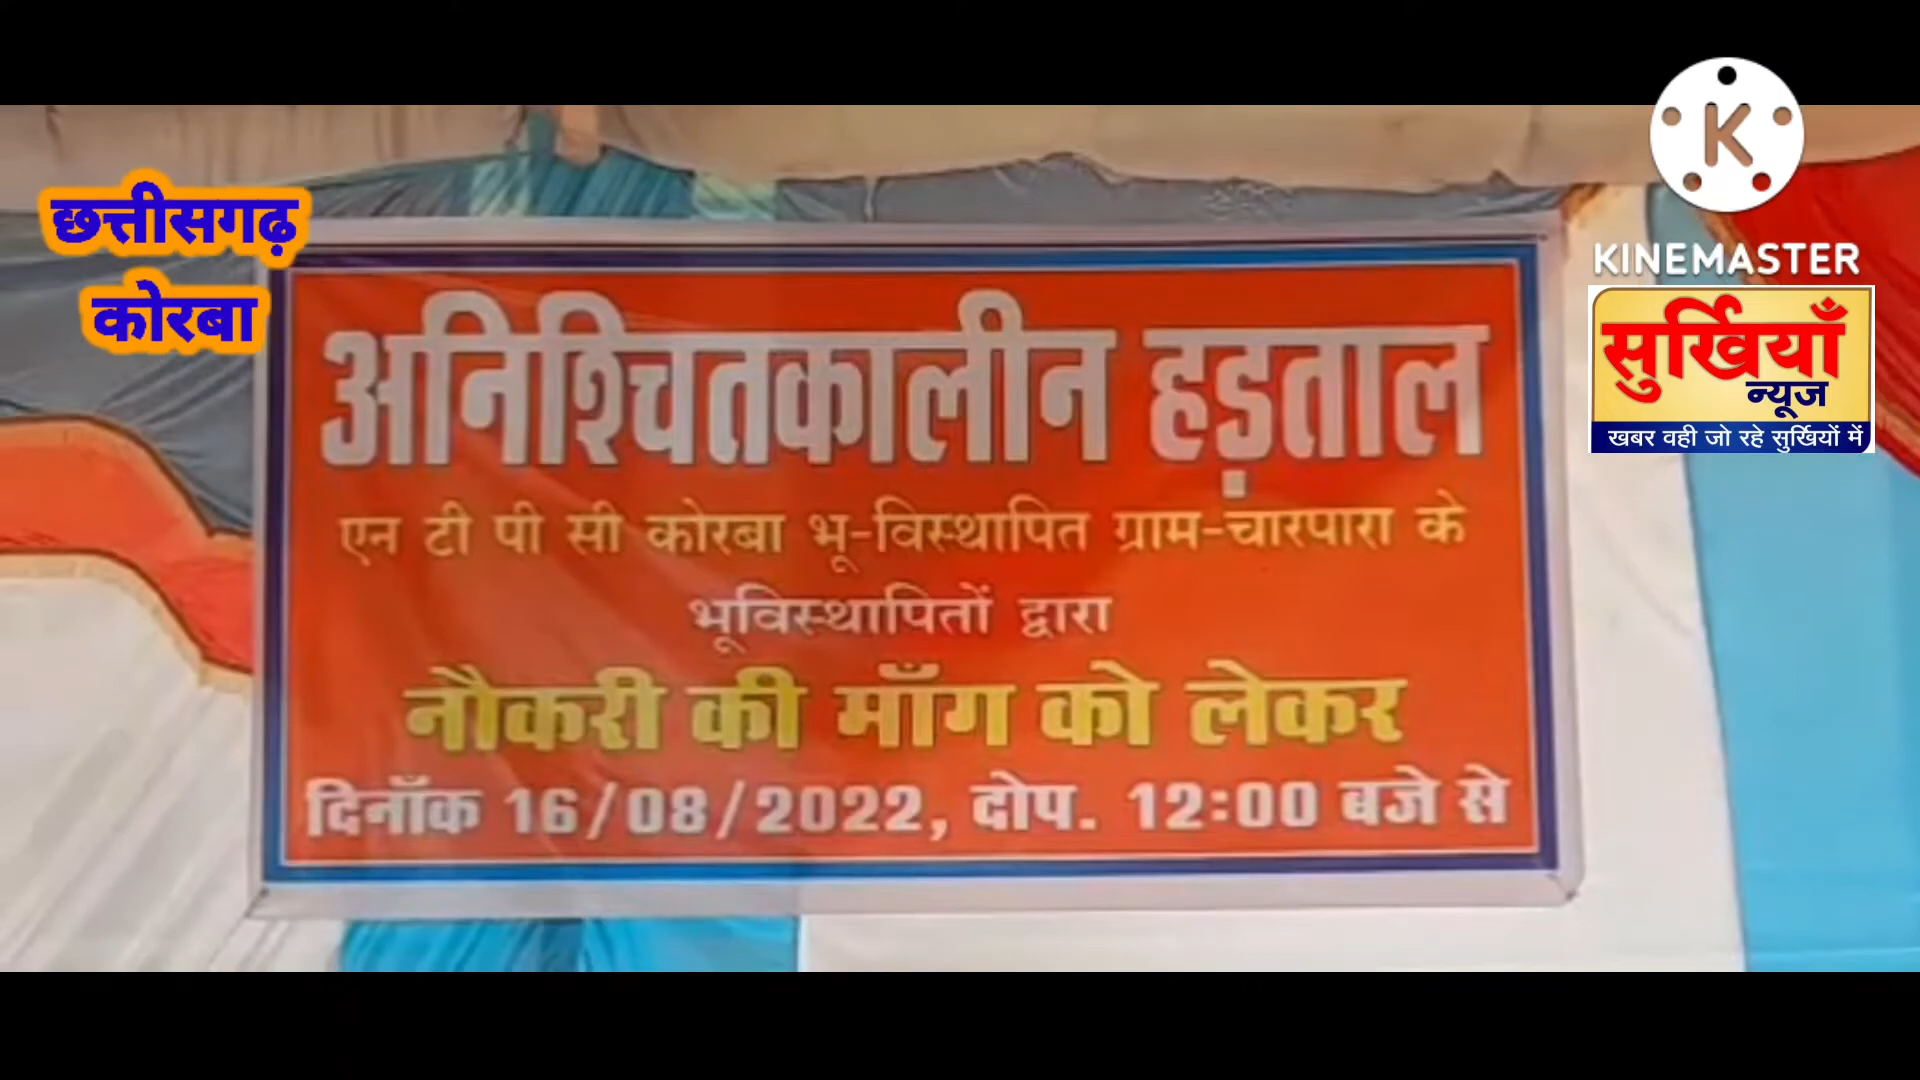 छत्तीसगढ़
कोरबा
K
KINEMASTER
सुर्खियाँ
न्यूज
खबर वही जो रहे सुर्खियों में
अनिश्चितकालीन हड़ताल
एन टी पी सी कोरबा भू-विस्थापित ग्राम-चारपारा के
भूविस्थापितों द्वारा
नौकरी की माँग को लेकर
दिनाँक 16/08/2022, दोप. 12:00 बजे से